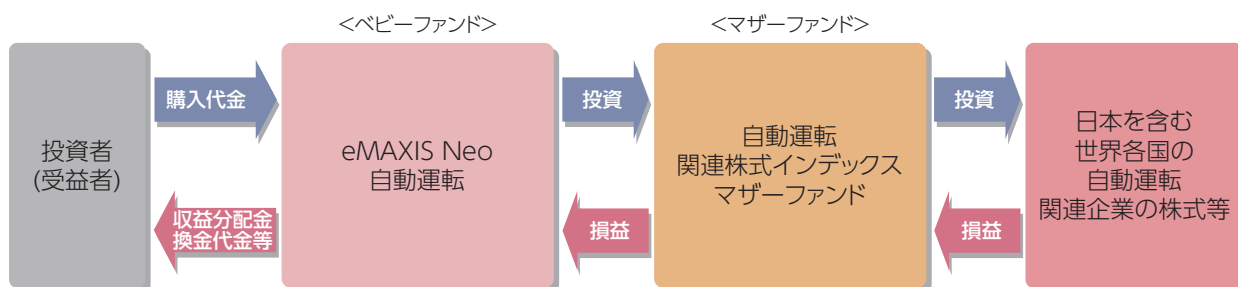 <ベビーファンド>
<マザーファンド>
投資者
(受益者)
購入代金
収益分配金
換金代金等
eMAXIS Neo
自動運転
投資
損益
自動運転
関連株式インデックス
マザーファンド
投資
損益
日本を含む
世界各国の
自動運転
関連企業の株式等